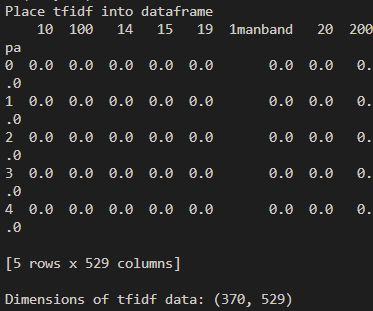 Place tfidf into dataframe
10 100 14 15 19 1manband 20 200
pa
0 0.0 0.0 0.0 0.0 0.0 0.0 0.0 0.
.0
1 0.0 0.0 0.0 0.0 0.0 0.0 0.0 0.
.0
2 0.0 0.0 0.0 0.0 0.0 0.0 0.0 0.
.0
3 0.0 0.0 0.0 0.0 0.0 0.0 0.0 0.
.0
4 0.0 0.0 0.0 0.0 0.0 0.0 0.0 0.
.0
[5 rows x 529 columns]
Dimensions of tfidf data: (370, 529)